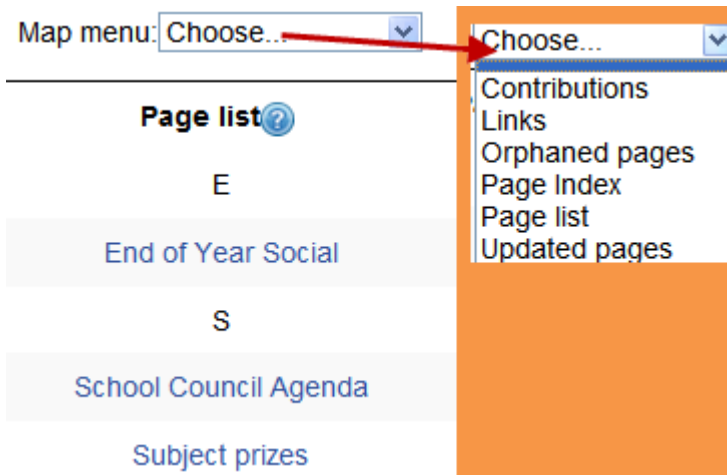 Map menu: Choose...
Page list
E
End of Year Social
S
School Council Agenda
Subject prizes
Choose...
Contributions
Links
Orphaned pages
Page Index
Page list
Updated pages